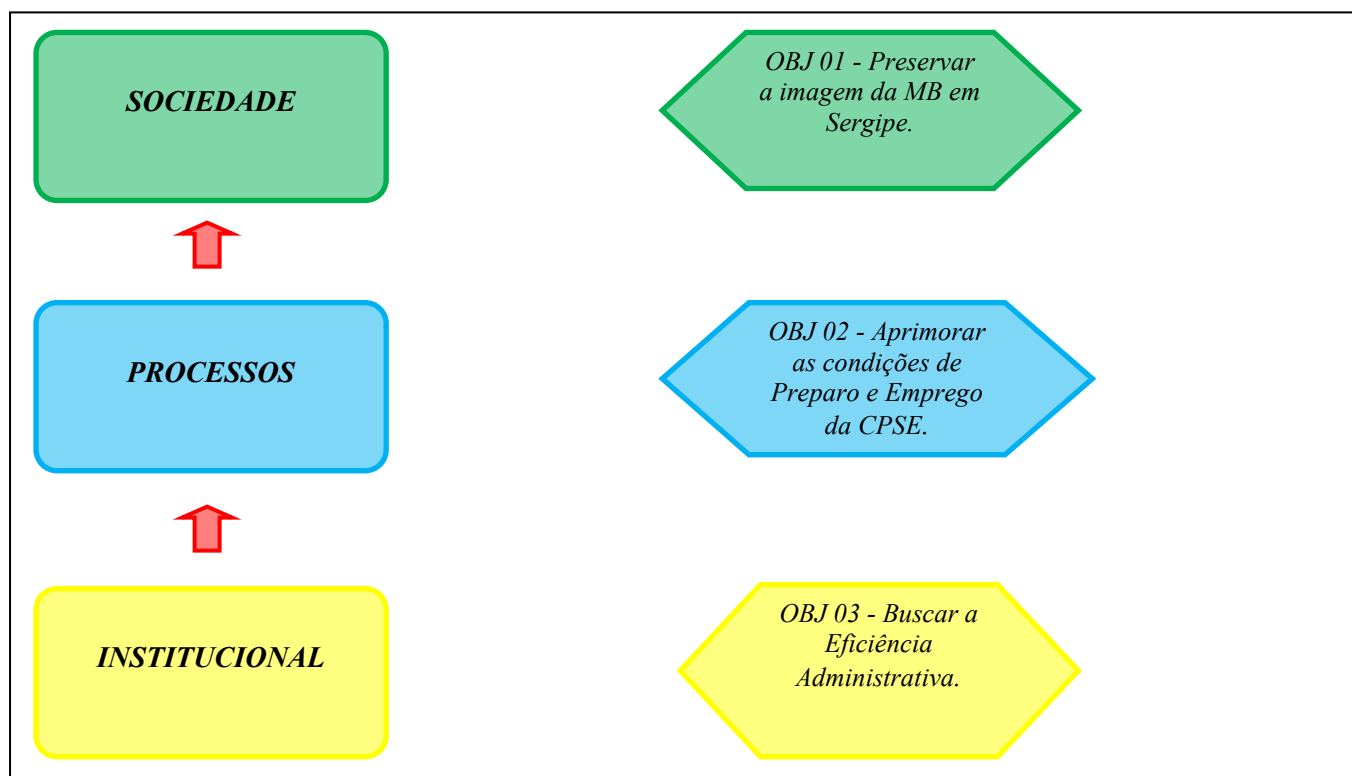 SOCIEDADE
OBJ 01 - Preservar
a imagem da MB em
Sergipe.
PROCESSOS
OBJ 02 - Aprimorar
as condições de
Preparo e Emprego
da CPSE.
INSTITUCIONAL
OBJ 03 - Buscar a
Eficiência
Administrativa.